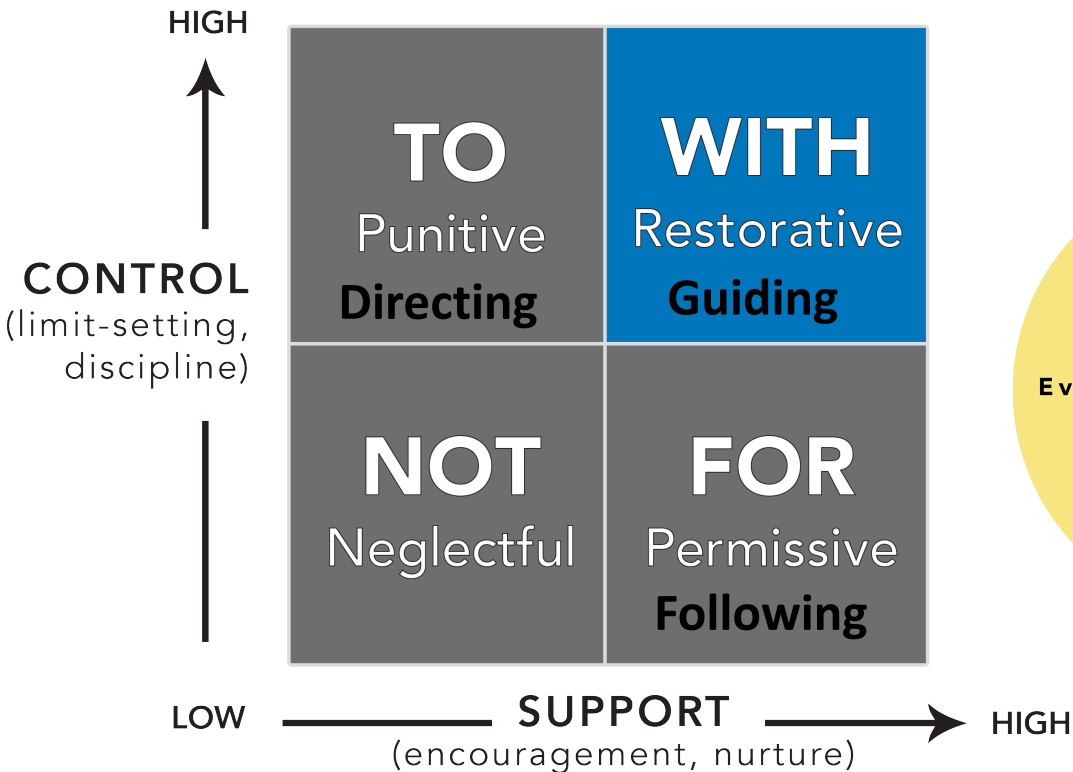 HIGH
TO
Punitive
Directing
WITH
Restorative
Guiding
CONTROL
(limit-setting,
discipline)
NOT
Neglectful
FOR
Permissive
Following
LOW
SUPPORT
(encouragement, nurture)
HIGH